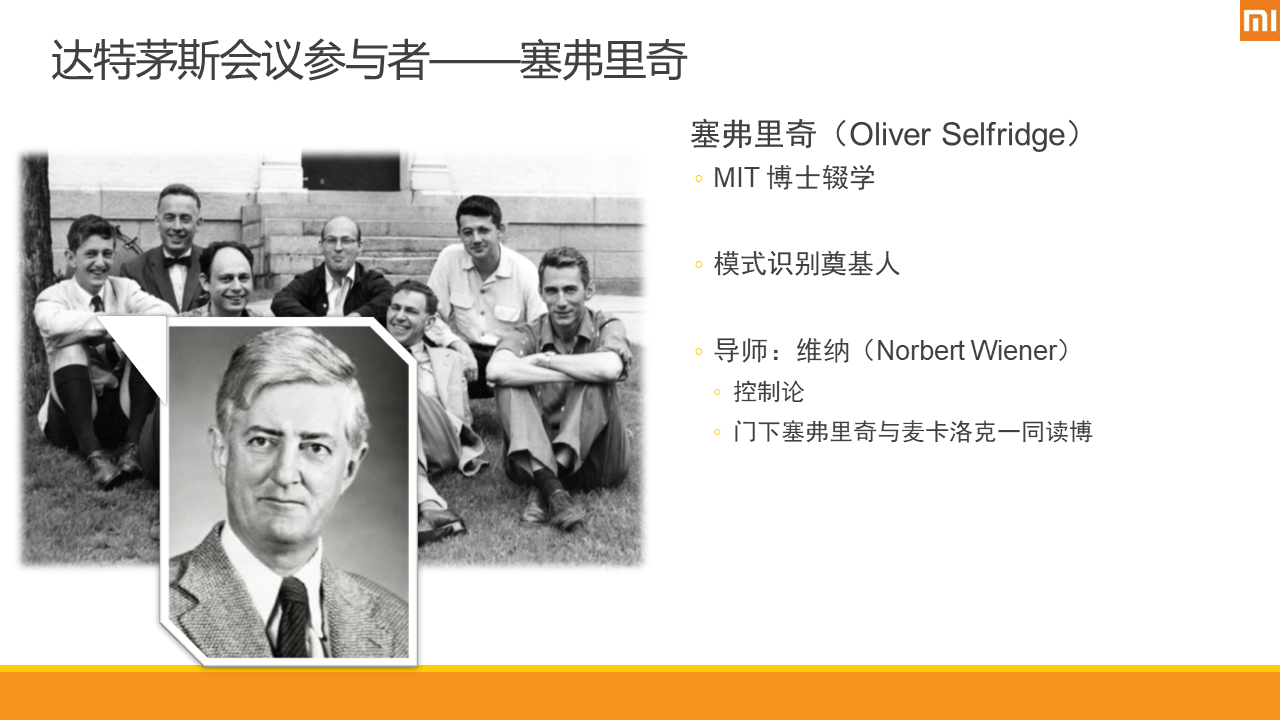 达特茅斯会议参与者——塞弗里奇
mi
塞弗里奇（Oliver Selfridge）
MIT 博士辍学
模式识别奠基人
导师：维纳（Norbert Wiener）
控制论
门下塞弗里奇与麦卡洛克一同读博